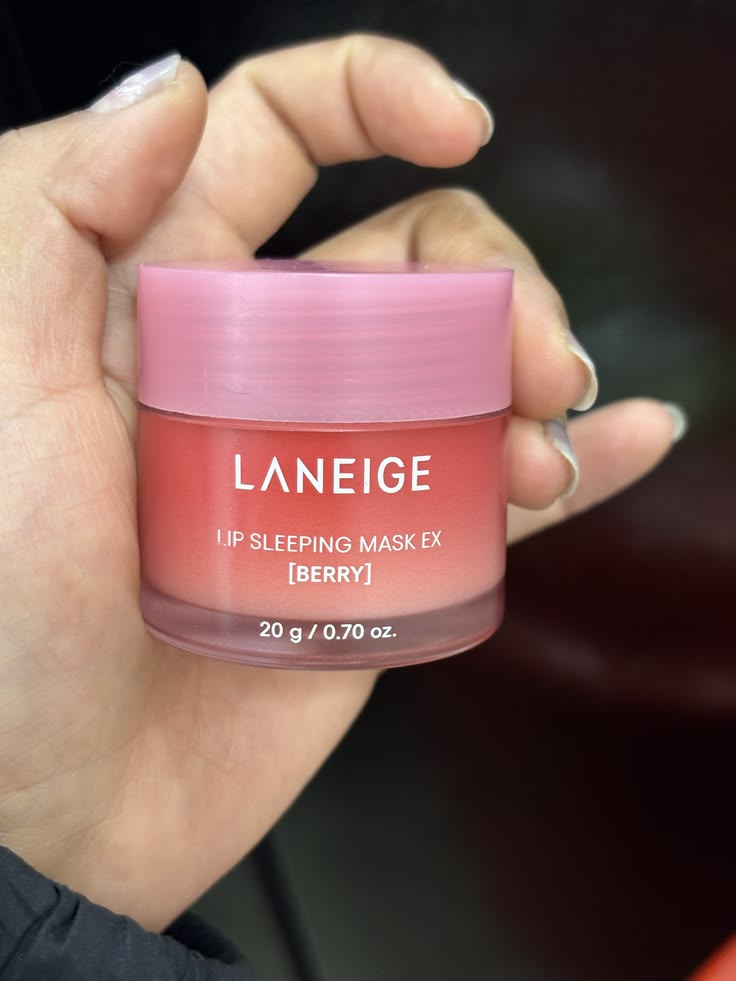 LANEIGE
LIP SLEEPING MASK EX
[BERRY]
20 g / 0.70 oz.